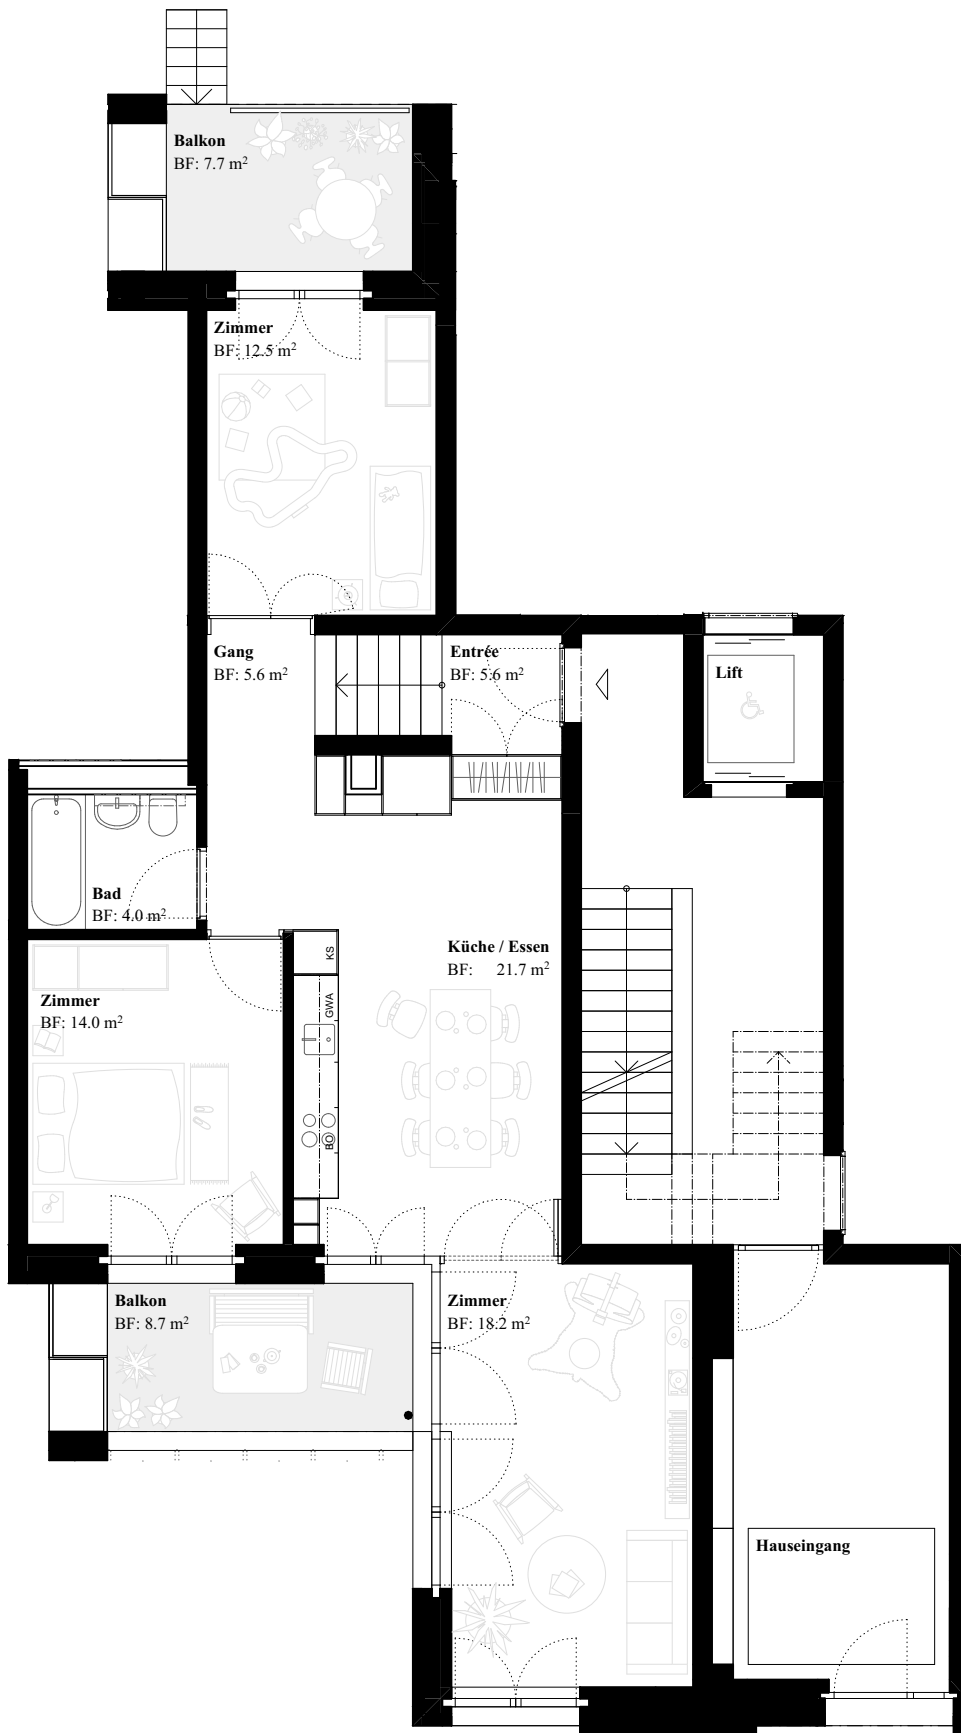 Balkon
BF: 7.7 m²
Zimmer
BF: 12.5 m²
Gang
BF: 5.6 m²
Entrée
BF: 5.6 m²
Lift
Bad
BF: 4.0 m²
KS
Küche / Essen
BF: 21.7 m²
Zimmer
BF: 14.0 m²
GWA
BO
Balkon
BF: 8.7 m²
Zimmer
BF: 18.2 m²
Hauseingang